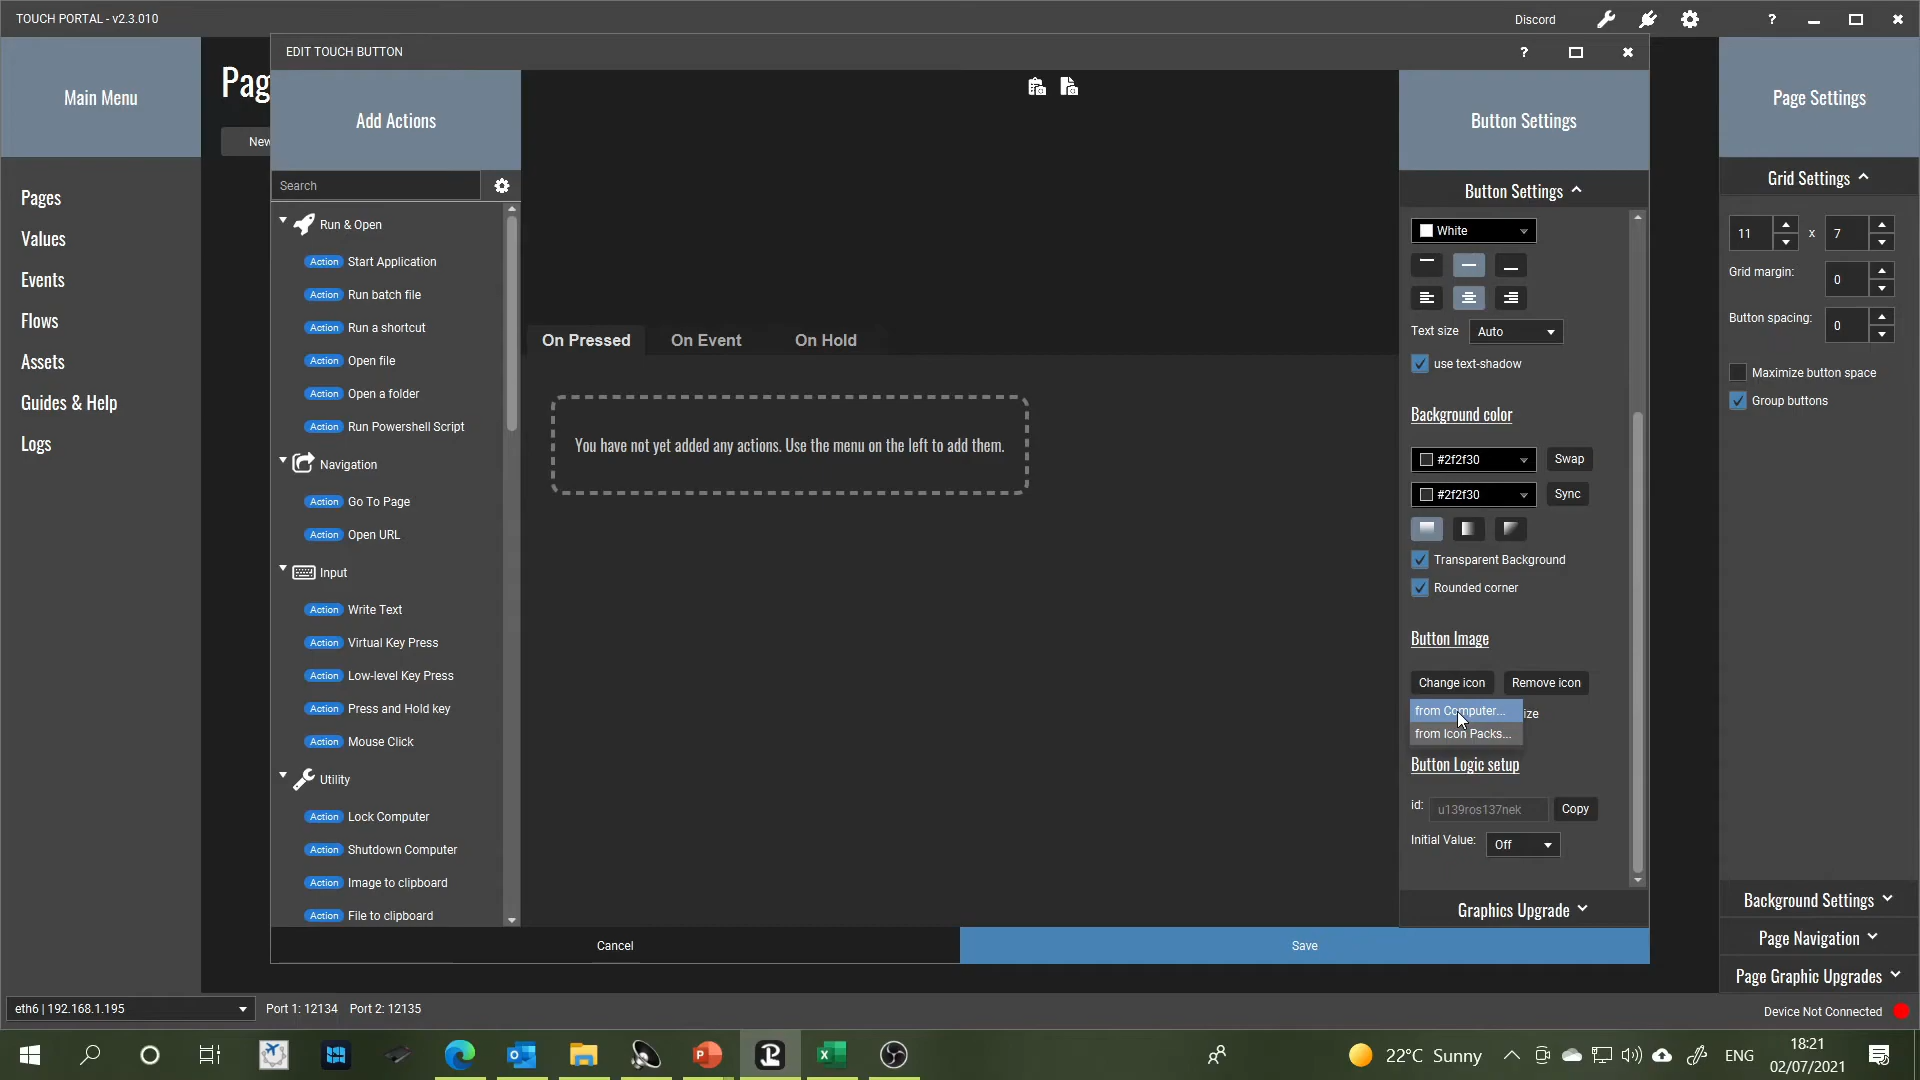 TOUCH PORTAL - v2.3.010
Discord
?
EDIT TOUCH BUTTON
?
Main Menu
Pag
New
Pages
Values
Events
Flows
Assets
Guides & Help
Logs
Add Actions
Search
Run & Open
Action Start Application
Action Run batch file
Action Run a shortcut
Action Open file
Action Open a folder
Action Run Powershell Script
Navigation
Action Go To Page
Action Open URL
Input
Action Write Text
Action Virtual Key Press
Action Low-level Key Press
Action Press and Hold key
Action Mouse Click
Utility
Action Lock Computer
Action Shutdown Computer
Action Image to clipboard
Action File to clipboard
On Pressed
On Event
On Hold
You have not yet added any actions. Use the menu on the left to add them.
Button Settings
Button Settings
White
Text size Auto
use text-shadow
Background color
#2f2f30 Swap
#2f2f30 Sync
Transparent Background
Rounded corner
Button Image
Change icon Remove icon
from Computer... ize
from Icon Packs...
Button Logic setup
id: u139ros137nek Copy
Initial Value: Off
Graphics Upgrade
Cancel
Save
Page Settings
Grid Settings
11 x 7
Grid margin: 0
Button spacing: 0
Maximize button space
Group buttons
Background Settings
Page Navigation
Page Graphic Upgrades
eth6 | 192.168.1.195
Port 1: 12134 Port 2: 12135
Device Not Connected
22°C Sunny
ENG
18:21
02/07/2021